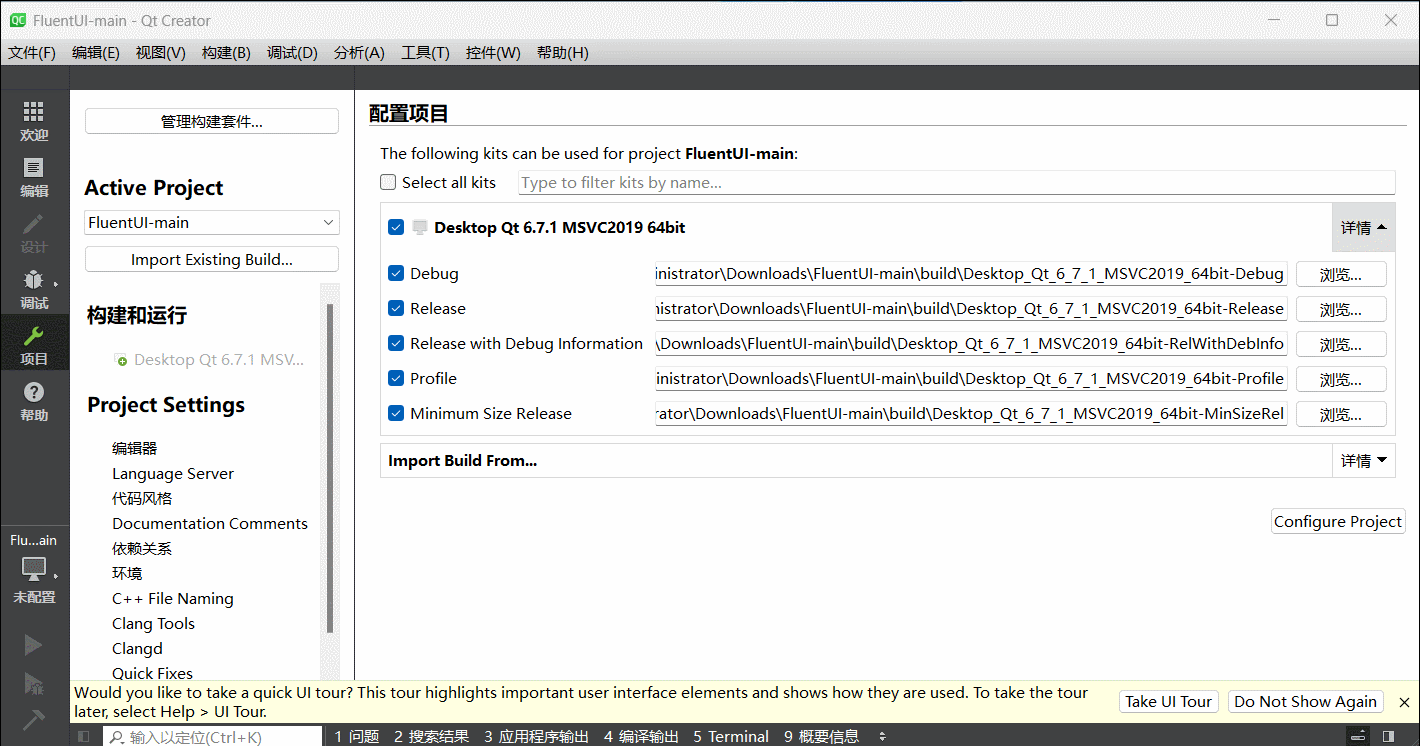 QC FluentUI-main - Qt Creator
文件(F) 编辑(E) 视图(V) 构建(B) 调试(D) 分析(A) 工具(T) 控件(W) 帮助(H)
欢迎
编辑
设计
调试
项目
帮助
Flu...ain
未配置
管理构建套件...
Active Project
FluentUI-main
Import Existing Build...
构建和运行
Desktop Qt 6.7.1 MSV...
Project Settings
编辑器
Language Server
代码风格
Documentation Comments
依赖关系
环境
C++ File Naming
Clang Tools
Clangd
Quick Fixes
配置项目
The following kits can be used for project FluentUI-main:
Select all kits Type to filter kits by name...
Desktop Qt 6.7.1 MSVC2019 64bit 详情
Debug inistrator\Downloads\FluentUI-main\build\Desktop_Qt_6_7_1_MSVC2019_64bit-Debug 浏览...
Release nistrator\Downloads\FluentUI-main\build\Desktop_Qt_6_7_1_MSVC2019_64bit-Release 浏览...
Release with Debug Information \Downloads\FluentUI-main\build\Desktop_Qt_6_7_1_MSVC2019_64bit-RelWithDebInfo 浏览...
Profile inistrator\Downloads\FluentUI-main\build\Desktop_Qt_6_7_1_MSVC2019_64bit-Profile 浏览...
Minimum Size Release rator\Downloads\FluentUI-main\build\Desktop_Qt_6_7_1_MSVC2019_64bit-MinSizeRel 浏览...
Import Build From... 详情
Configure Project
Would you like to take a quick UI tour? This tour highlights important user interface elements and shows how they are used. To take the tour
later, select Help > UI Tour.
Take UI Tour Do Not Show Again
输入以定位(Ctrl+K) 1 问题 2 搜索结果 3 应用程序输出 4 编译输出 5 Terminal 9 概要信息